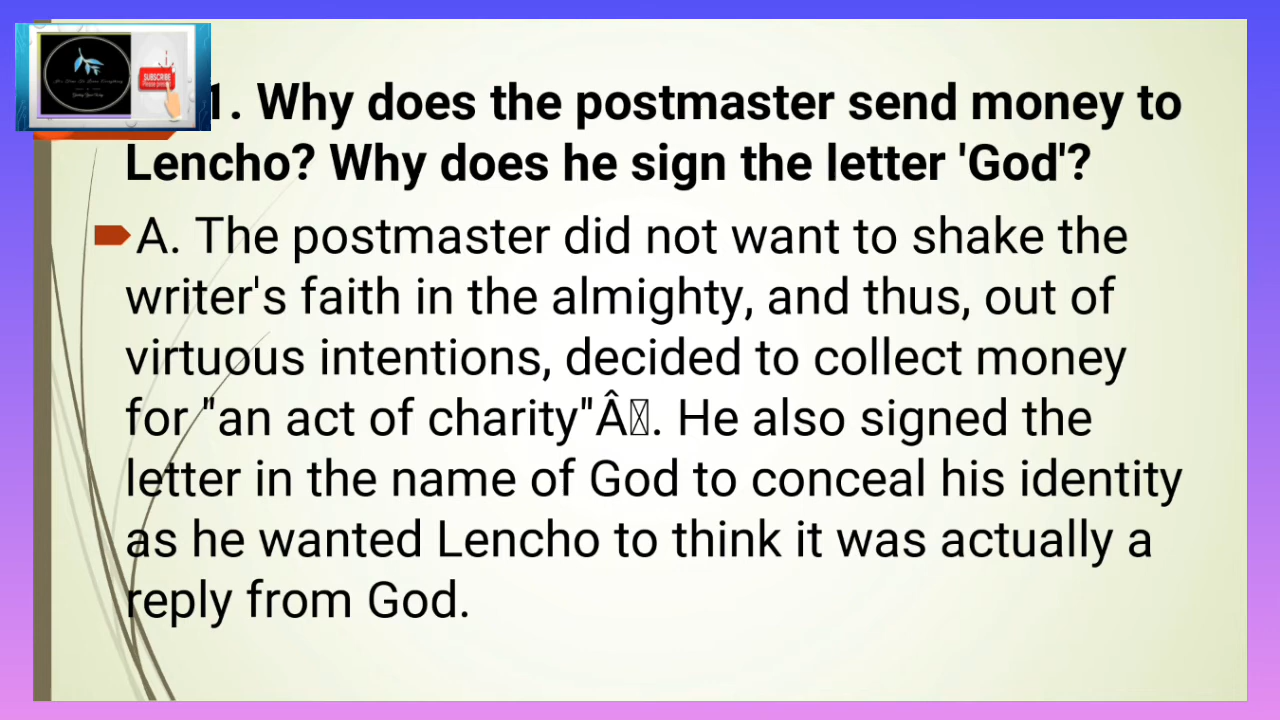 SUBSCRIBE
1. Why does the postmaster send money to
Lencho? Why does he sign the letter 'God'?
A. The postmaster did not want to shake the
writer's faith in the almighty, and thus, out of
virtuous intentions, decided to collect money
for "an act of charity"Â. He also signed the
letter in the name of God to conceal his identity
as he wanted Lencho to think it was actually a
reply from God.